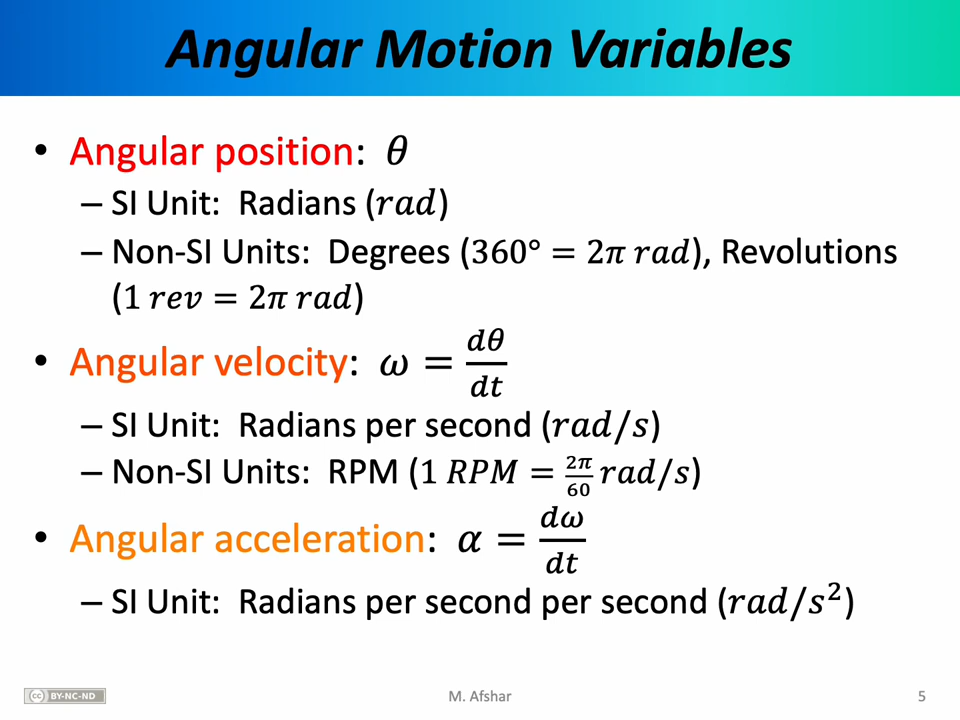 Angular Motion Variables
• Angular position: 𝜃
– SI Unit: Radians (𝑟𝑎𝑑)
– Non-SI Units: Degrees (360° = 2𝜋 𝑟𝑎𝑑), Revolutions
(1 𝑟𝑒𝑣 = 2𝜋 𝑟𝑎𝑑)
• Angular velocity: 𝜔 = 𝑑𝜃/𝑑𝑡
– SI Unit: Radians per second (𝑟𝑎𝑑/𝑠)
– Non-SI Units: RPM (1 𝑅𝑃𝑀 = 2𝜋/60 𝑟𝑎𝑑/𝑠)
• Angular acceleration: 𝛼 = 𝑑𝜔/𝑑𝑡
– SI Unit: Radians per second per second (𝑟𝑎𝑑/𝑠²)
cc BY-NC-ND
M. Afshar
5